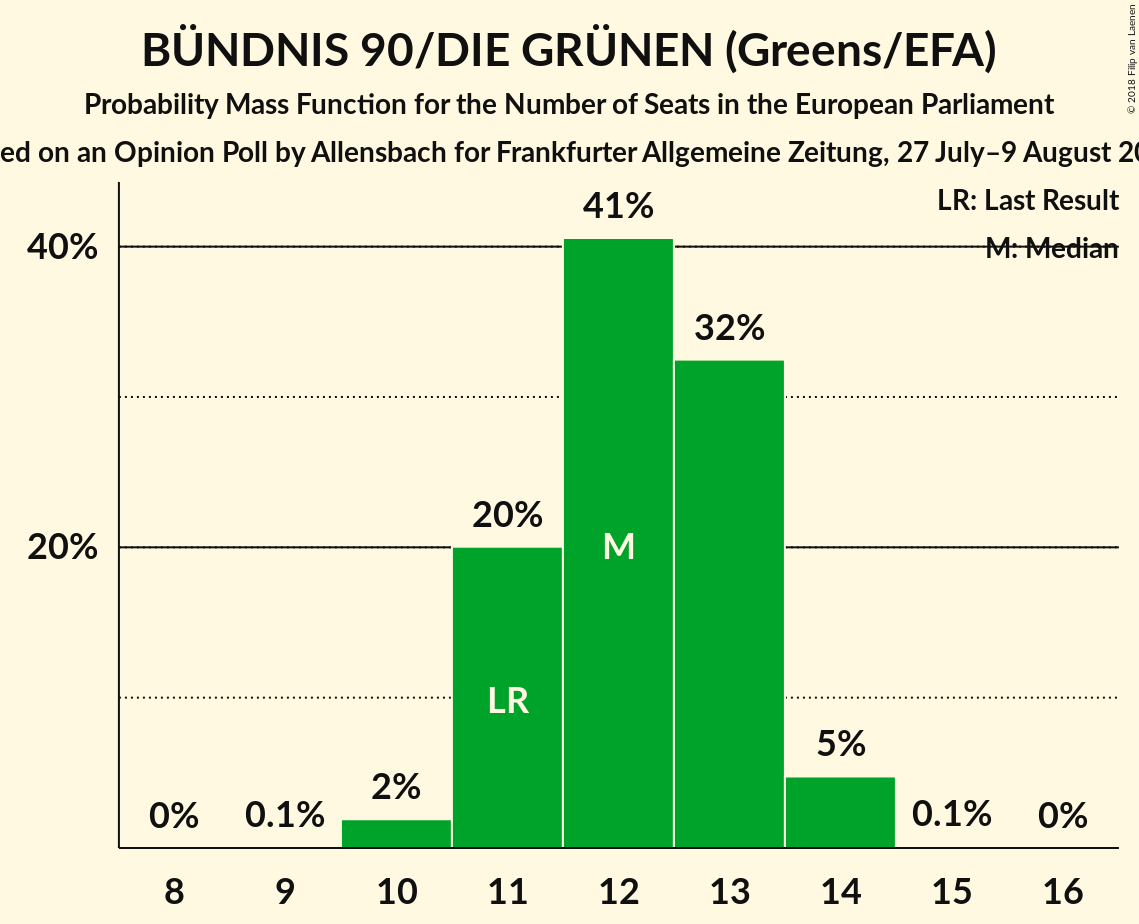 BÜNDNIS 90/DIE GRÜNEN (Greens/EFA)
Probability Mass Function for the Number of Seats in the European Parliament
ed on an Opinion Poll by Allensbach for Frankfurter Allgemeine Zeitung, 27 July–9 August 20
© 2018 Filip van Laenen
LR: Last Result
M: Median
40%
20%
0%
0.1%
2%
20%
41%
32%
5%
0.1%
0%
LR
M
8 9 10 11 12 13 14 15 16